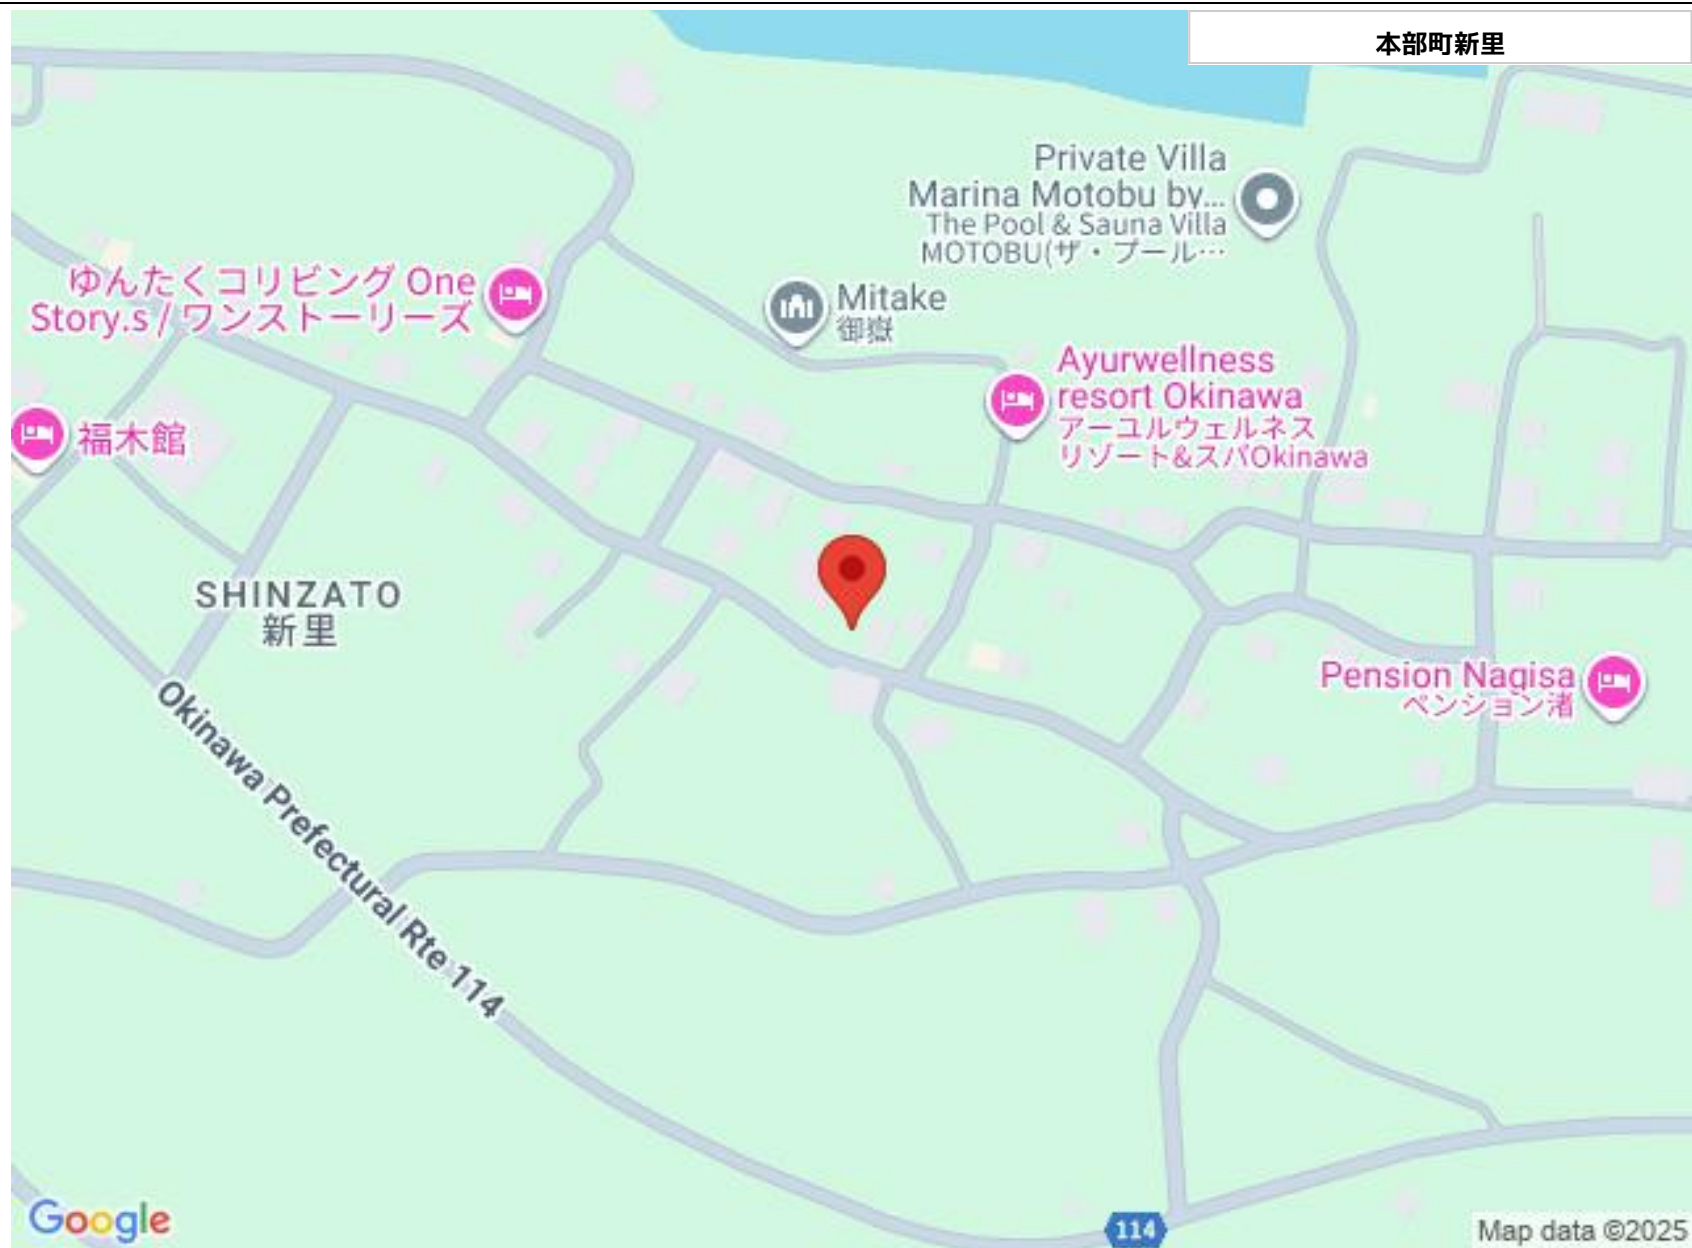 本部町新里
Private Villa
Marina Motobu by...
The Pool & Sauna Villa
MOTOBU(ザ・プール…
ゆんたくコリビング One
Story.s / ワンストーリーズ
Mitake
御嶽
Ayurwellness
resort Okinawa
アーユルウェルネス
リゾート&スパOkinawa
福木館
SHINZATO
新里
Pension Nagisa
ペンション渚
Okinawa Prefectural Rte 114
114
Google
Map data ©2025